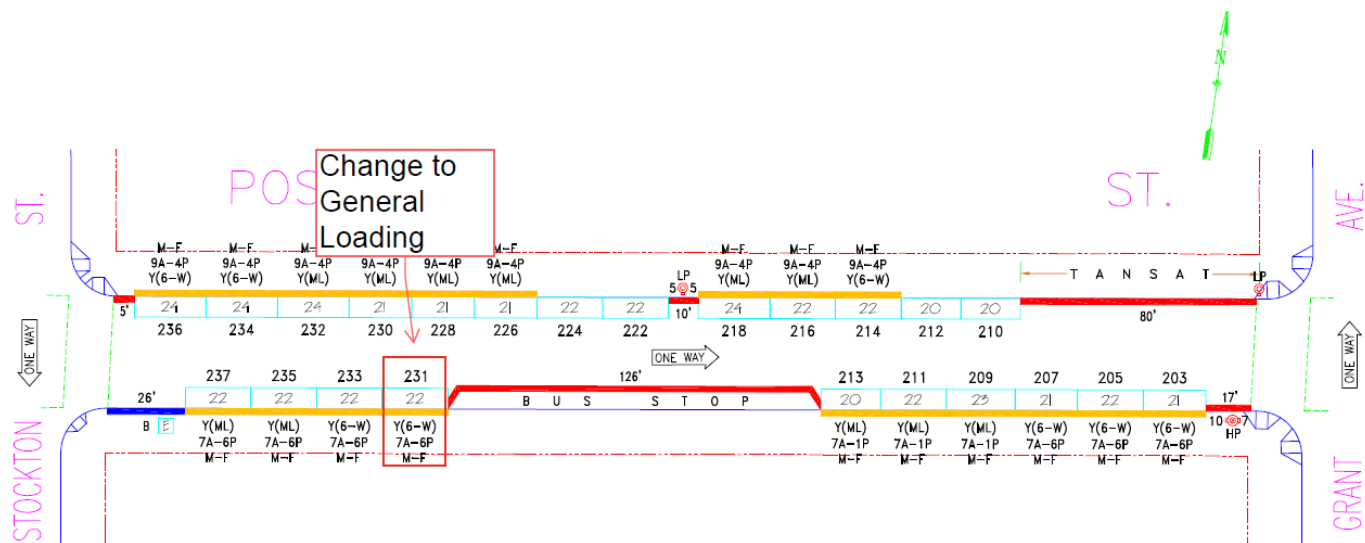 N
POS
ST.
ST.
AVE.
Change to
General
Loading
M-F M-F M-F M-F M-F M-F M-F M-F M-F
9A-4P 9A-4P 9A-4P 9A-4P 9A-4P 9A-4P LP 9A-4P 9A-4P 9A-4P TANSAT LP
Y(6-W) Y(6-W) Y(ML) Y(ML) Y(ML) Y(ML) 5 5 Y(ML) Y(ML) Y(6-W)
5' 24 24 24 21 21 21 22 22 10' 24 22 22 20 20 80'
236 234 232 230 228 226 224 222 218 216 214 212 210
ONE WAY
ONE WAY
ONE WAY
237 235 233 231 126' 213 211 209 207 205 203
26' 22 22 22 22 BUS STOP 20 22 23 21 22 21 17'
B E Y(ML) Y(ML) Y(6-W) Y(6-W) Y(ML) Y(ML) Y(ML) Y(6-W) Y(6-W) Y(6-W) 10 7
7A-6P 7A-6P 7A-6P 7A-6P 7A-1P 7A-1P 7A-1P 7A-6P 7A-6P 7A-6P HP
M-F M-F M-F M-F M-F M-F M-F M-F M-F M-F
STOCKTON
GRANT